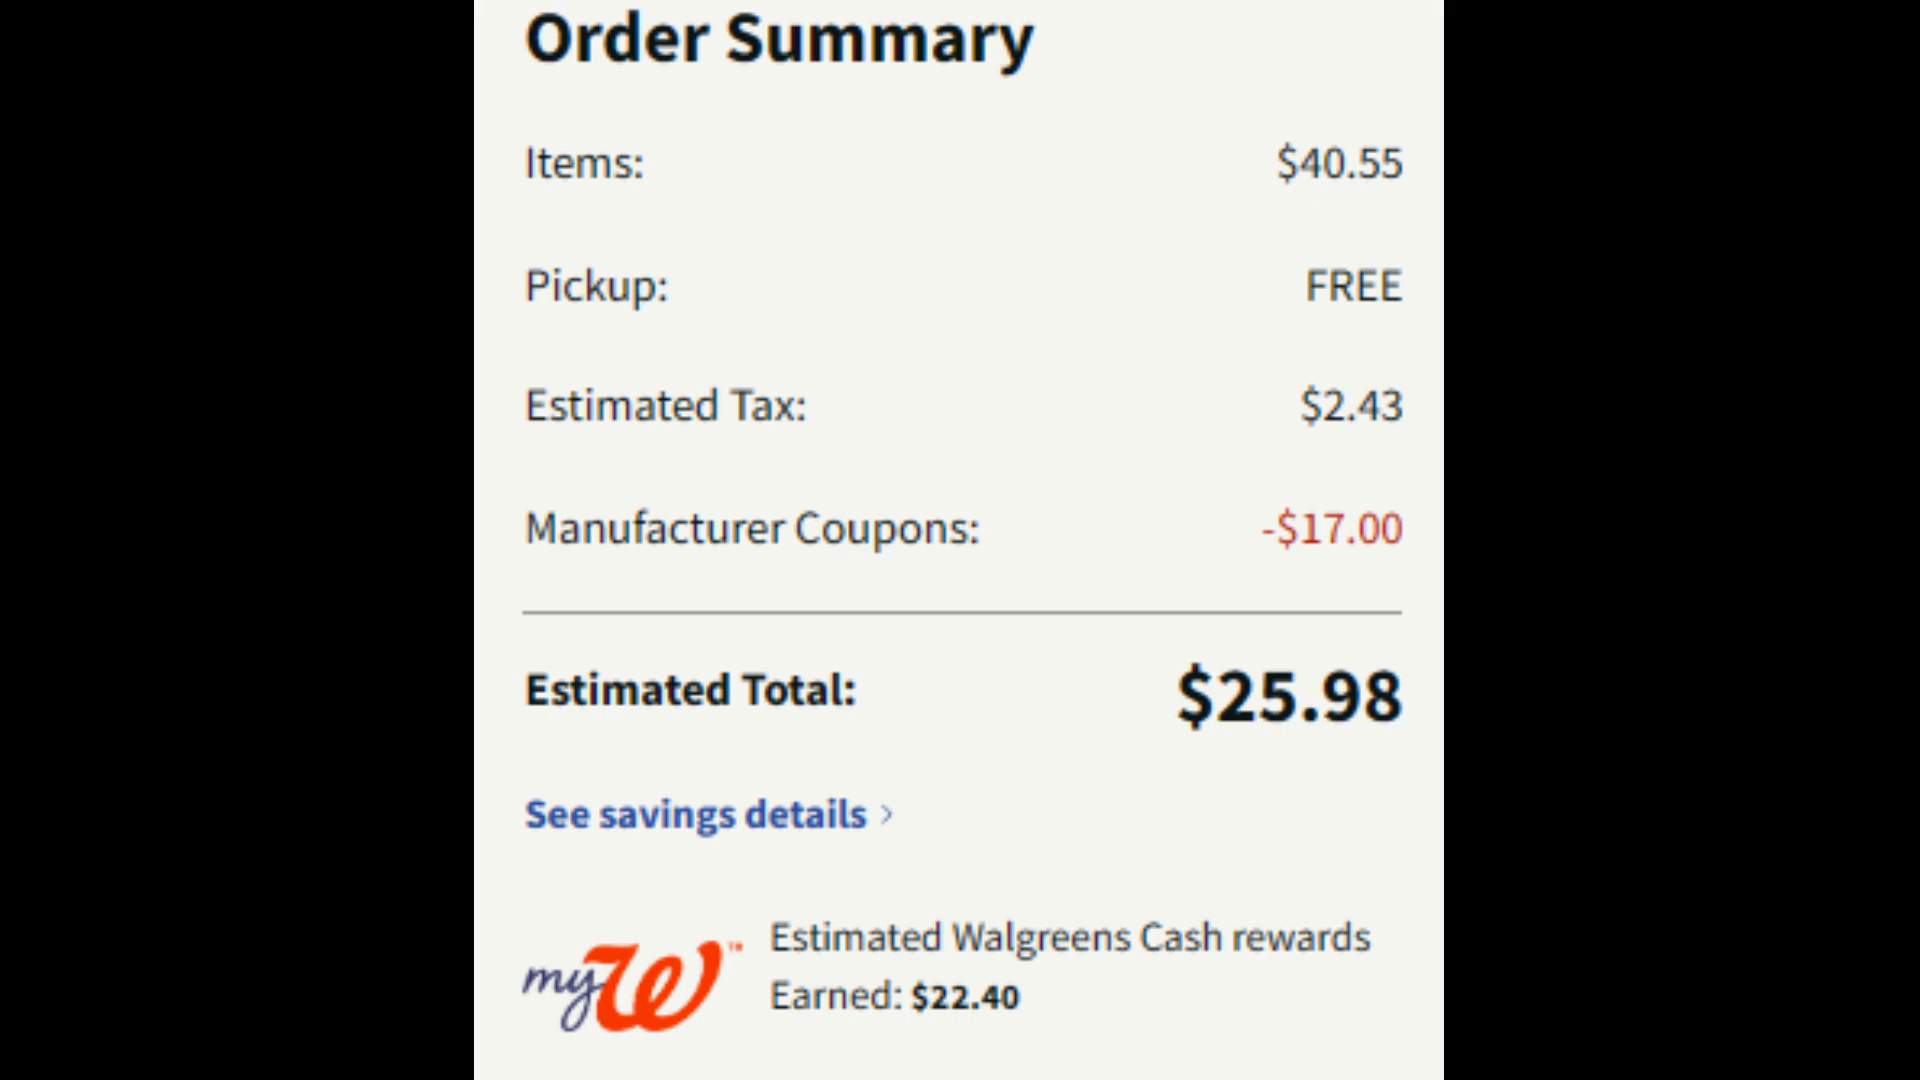 Order Summary
Items: $40.55
Pickup: FREE
Estimated Tax: $2.43
Manufacturer Coupons: -$17.00
Estimated Total: $25.98
See savings details >
myW™ Estimated Walgreens Cash rewards
Earned: $22.40